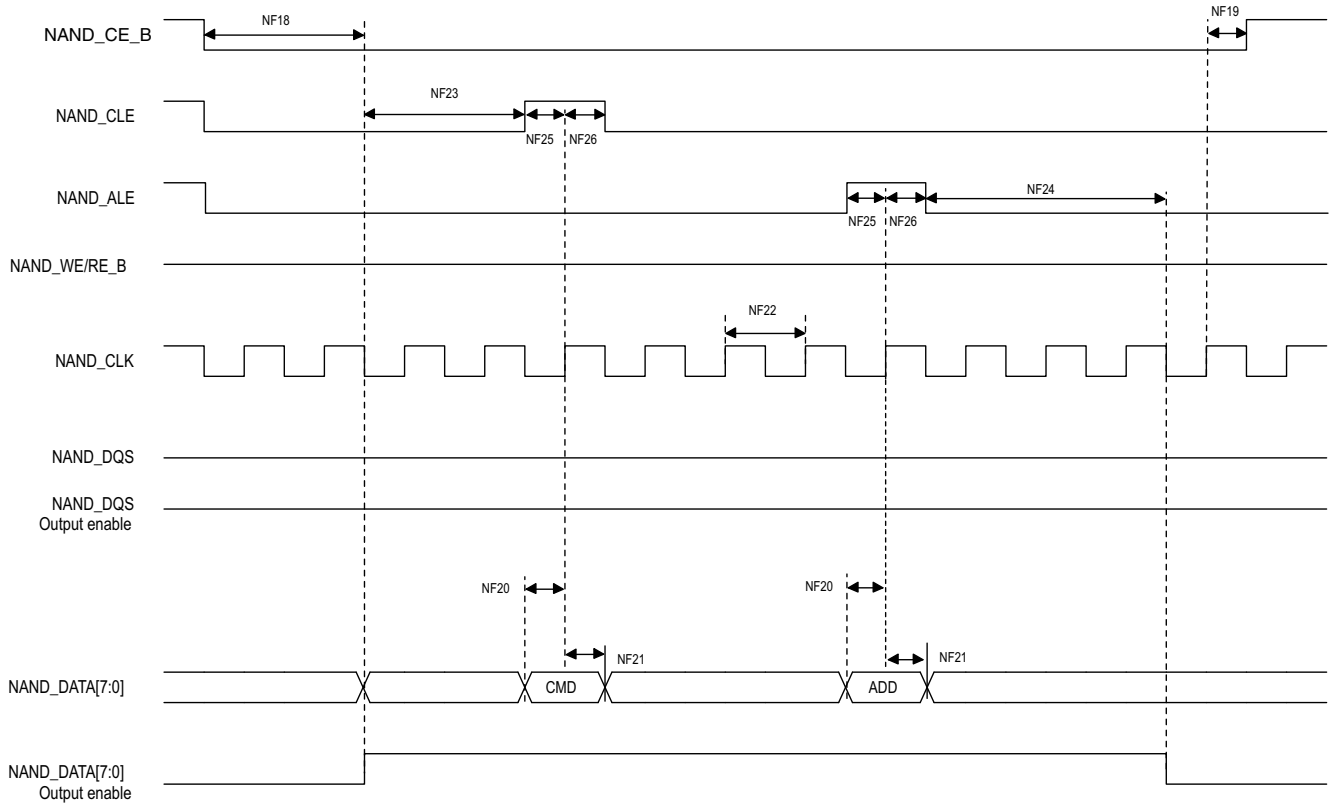 NF18
NF19
NAND_CE_B
NF23
NAND_CLE
NF25 NF26
NAND_ALE
NF24
NF25 NF26
NAND_WE/RE_B
NF22
NAND_CLK
NAND_DQS
NAND_DQS
Output enable
NF20
NF20
NF21
NF21
NAND_DATA[7:0]
CMD
ADD
NAND_DATA[7:0]
Output enable